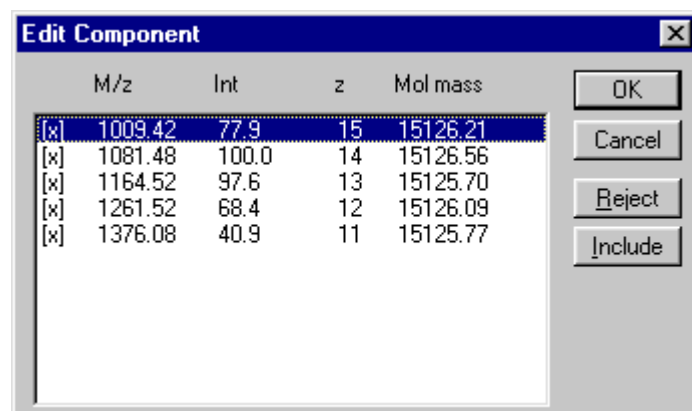 Edit Component
M/z Int z Mol mass
[x] 1009.42 77.9 15 15126.21
[x] 1081.48 100.0 14 15126.56
[x] 1164.52 97.6 13 15125.70
[x] 1261.52 68.4 12 15126.09
[x] 1376.08 40.9 11 15125.77
OK
Cancel
Reject
Include